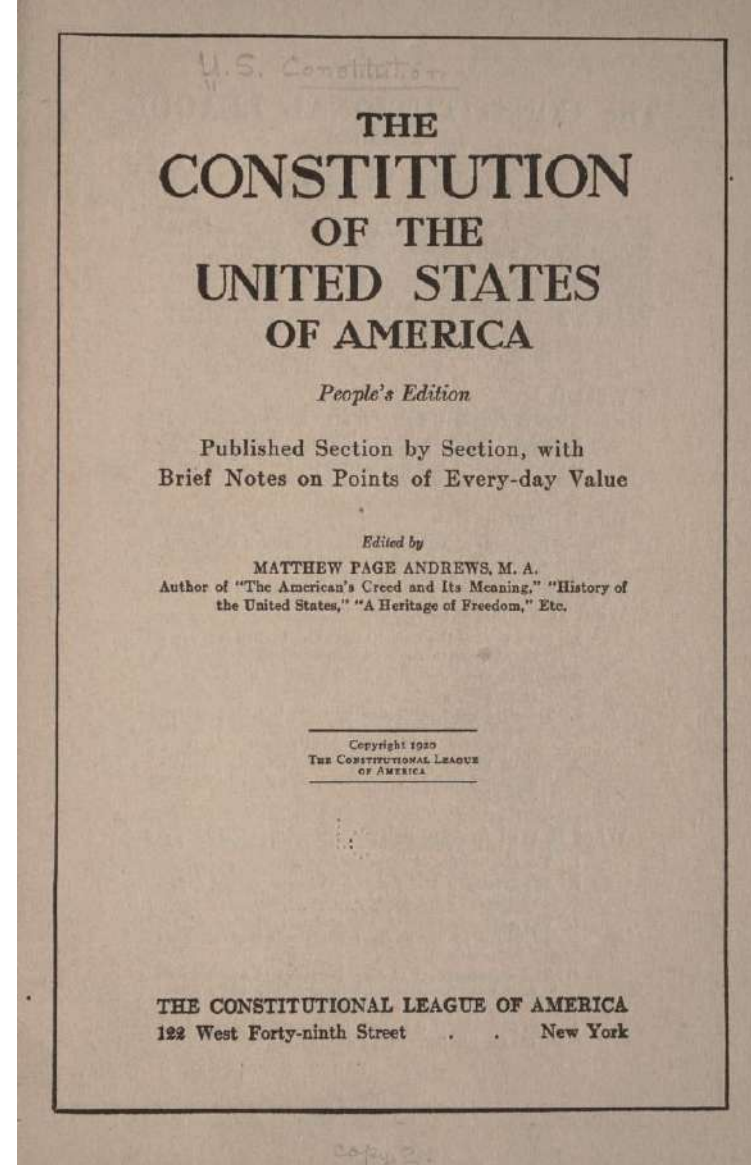 U.S. Constitution
THE
CONSTITUTION
OF THE
UNITED STATES
OF AMERICA
People's Edition
Published Section by Section, with
Brief Notes on Points of Every-day Value
Edited by
MATTHEW PAGE ANDREWS, M. A.
Author of "The American's Creed and Its Meaning," "History of
the United States," "A Heritage of Freedom," Etc.
Copyright 1920
THE CONSTITUTIONAL LEAGUE
OF AMERICA
THE CONSTITUTIONAL LEAGUE OF AMERICA
122 West Forty-ninth Street . . New York
copy 2.